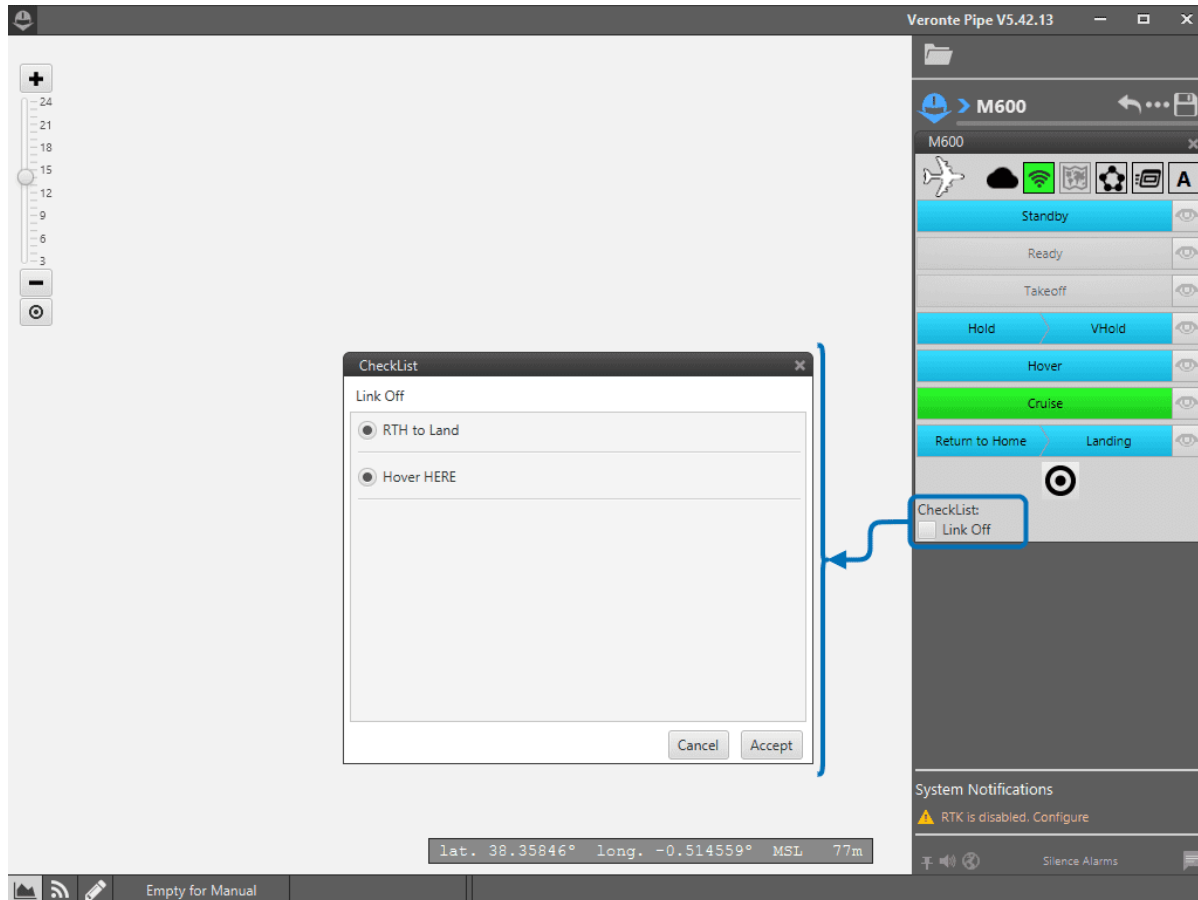 Veronte Pipe V5.42.13
M600
M600
A
Standby
Ready
Takeoff
Hold VHold
Hover
Cruise
Return to Home Landing
CheckList:
Link Off
24
21
18
15
12
9
6
3
CheckList
Link Off
RTH to Land
Hover HERE
Cancel Accept
System Notifications
RTK is disabled. Configure
Silence Alarms
lat. 38.35846° long. -0.514559° MSL 77m
Empty for Manual